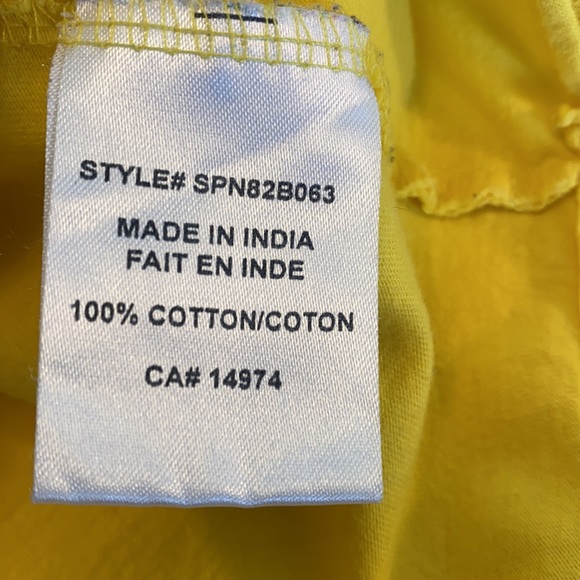 STYLE# SPN82B063
MADE IN INDIA
FAIT EN INDE
100% COTTON/COTON
CA# 14974